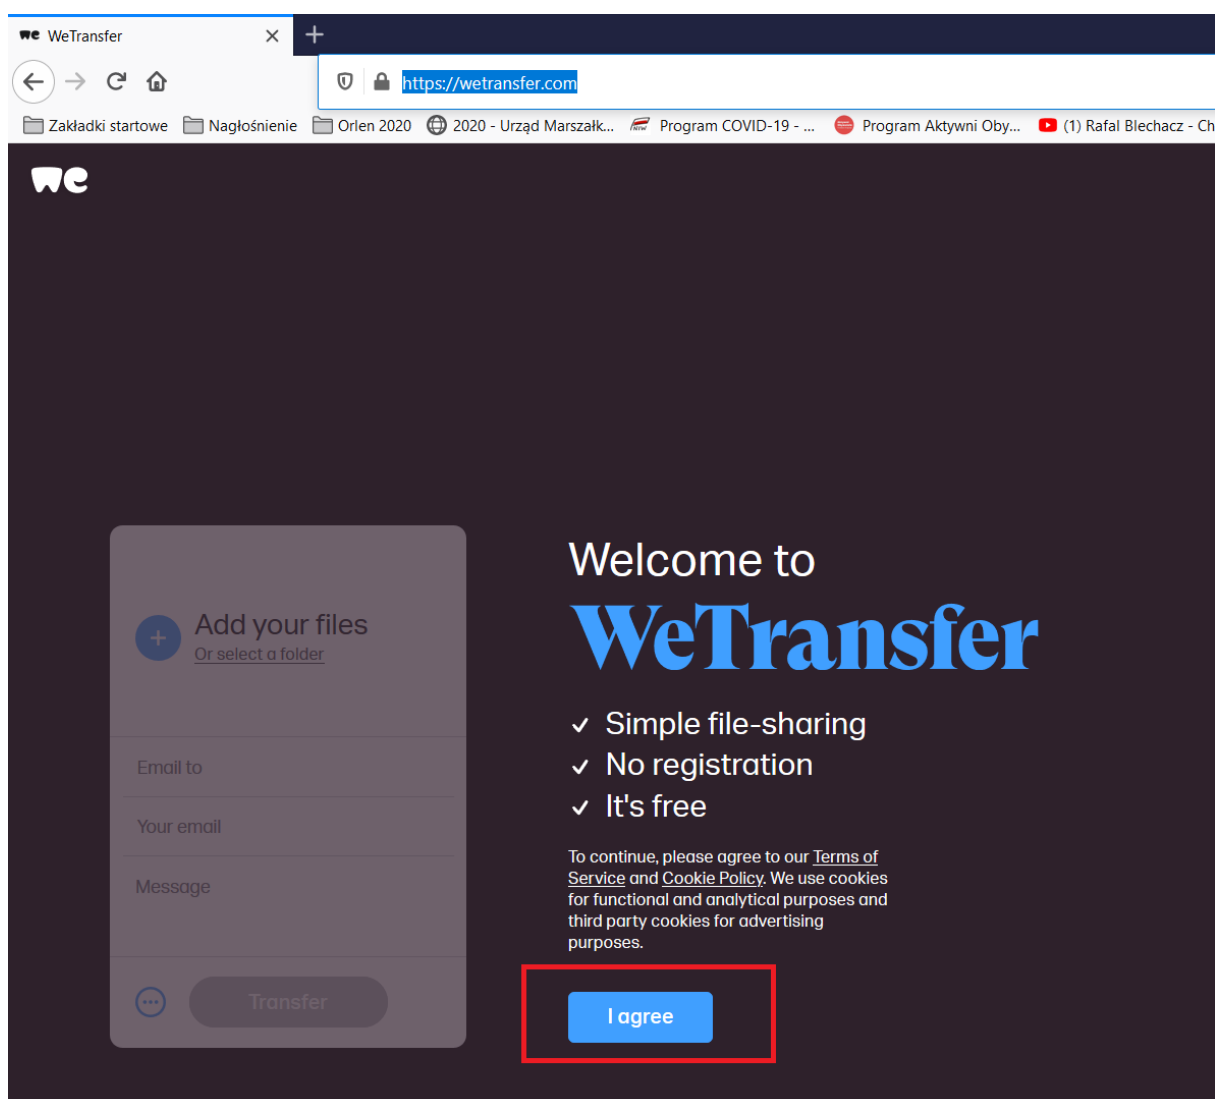 we WeTransfer
https://wetransfer.com
Zakładki startowe Nagłośnienie Orlen 2020 2020 - Urząd Marszałk... Program COVID-19 - ... Program Aktywni Oby... (1) Rafal Blechacz - Ch
we
Add your files
Or select a folder
Email to
Your email
Message
Transfer
Welcome to
WeTransfer
Simple file-sharing
No registration
It's free
To continue, please agree to our Terms of
Service and Cookie Policy. We use cookies
for functional and analytical purposes and
third party cookies for advertising
purposes.
I agree